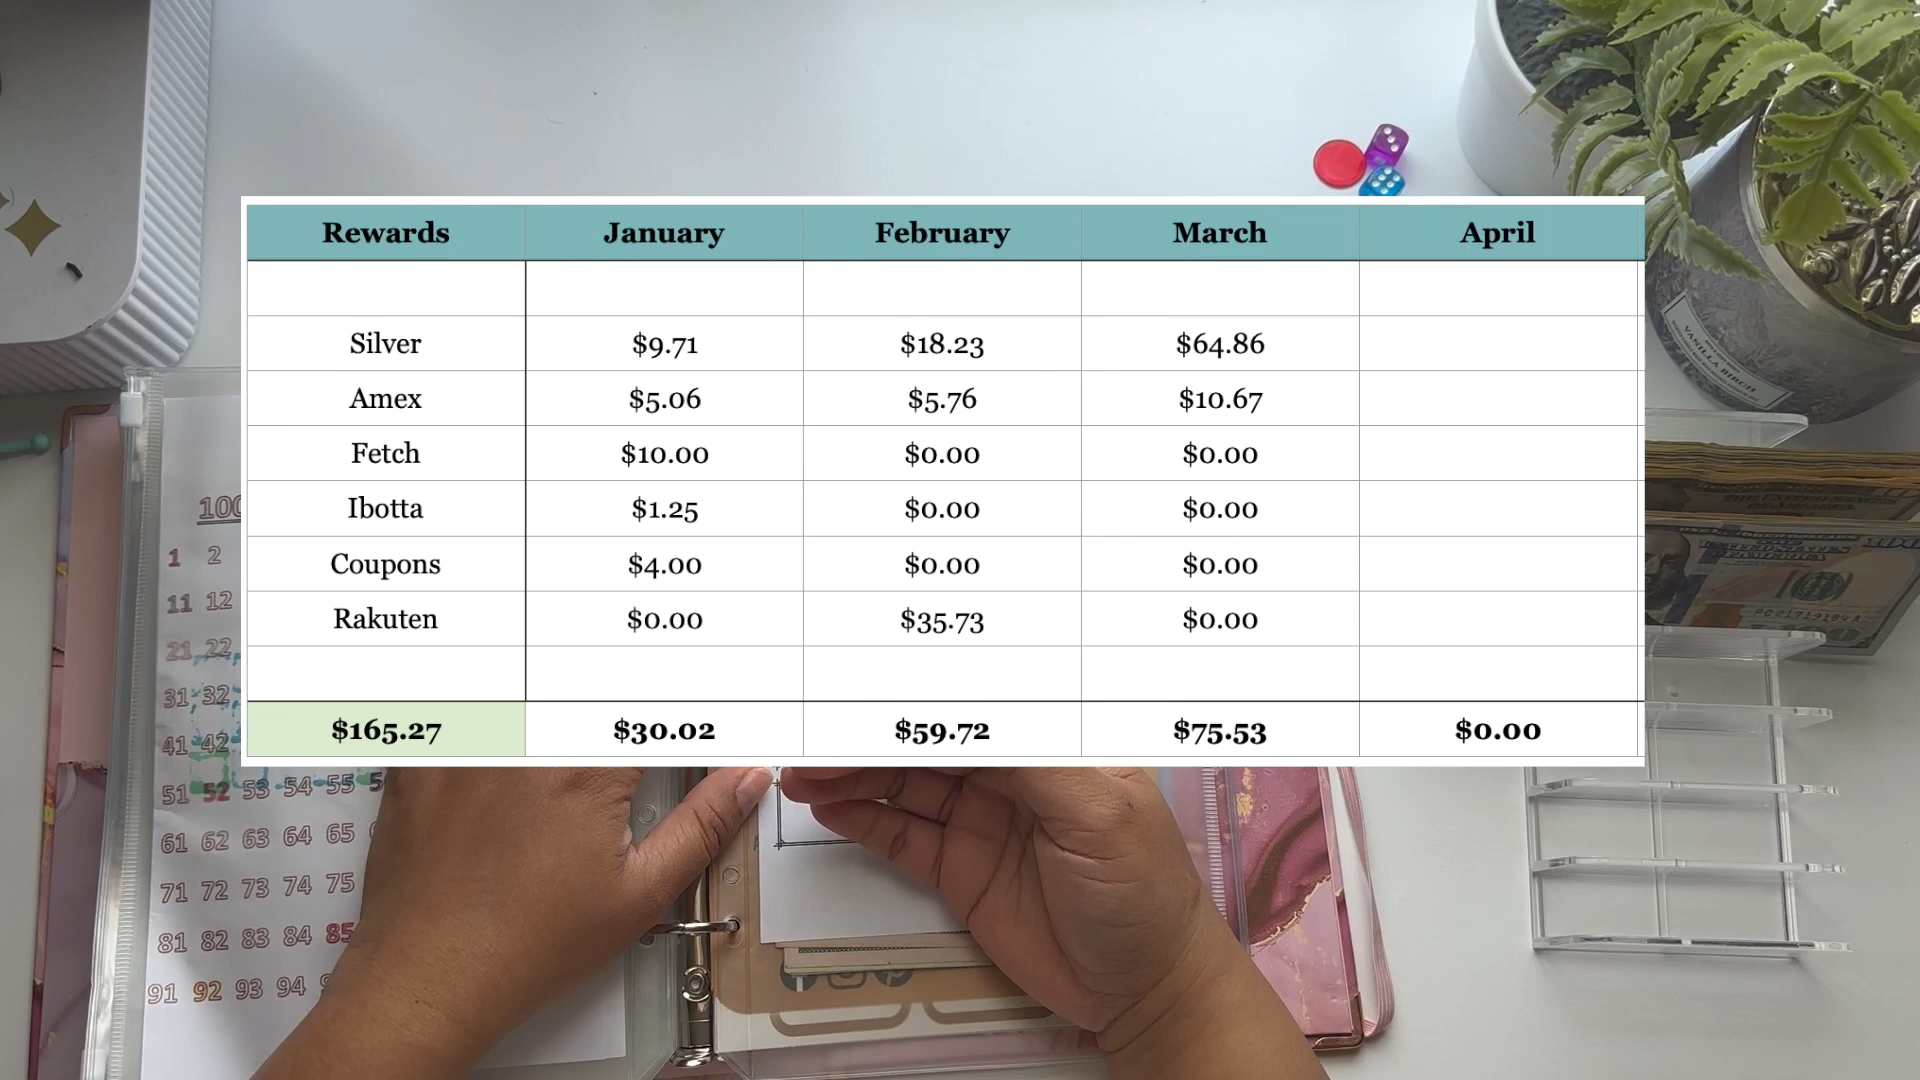 Rewards January February March April
Silver $9.71 $18.23 $64.86
Amex $5.06 $5.76 $10.67
Fetch $10.00 $0.00 $0.00
Ibotta $1.25 $0.00 $0.00
Coupons $4.00 $0.00 $0.00
Rakuten $0.00 $35.73 $0.00
$165.27 $30.02 $59.72 $75.53 $0.00
VANILLA BIRCH
100
1 2
11 12
21 22
31 32
41 42
51 52 53 54 55
61 62 63 64 65
71 72 73 74 75
81 82 83 84 85
91 92 93 94